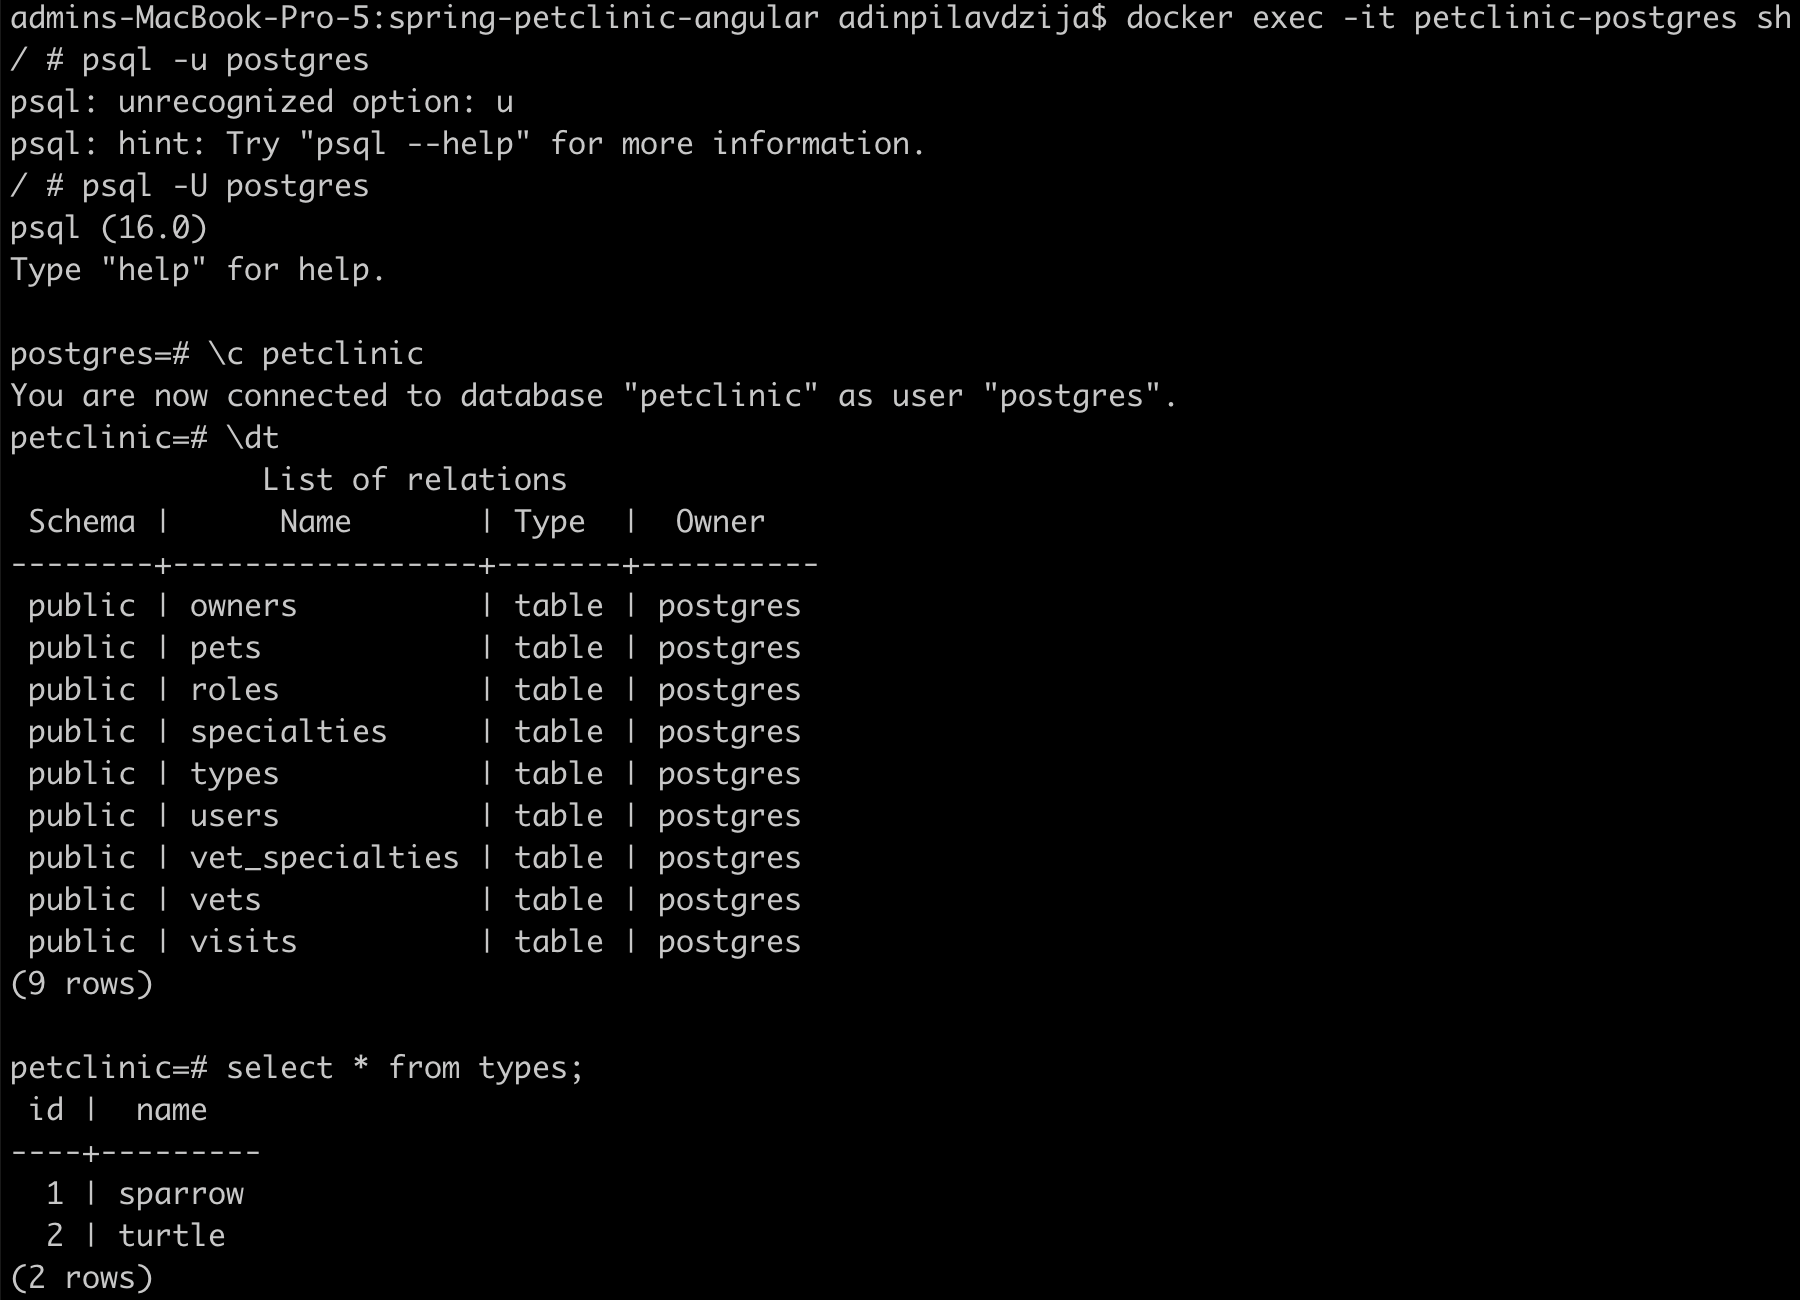 admins-MacBook-Pro-5:spring-petclinic-angular adinpilavdzija$ docker exec -it petclinic-postgres sh
/ # psql -u postgres
psql: unrecognized option: u
psql: hint: Try "psql --help" for more information.
/ # psql -U postgres
psql (16.0)
Type "help" for help.

postgres=# \c petclinic
You are now connected to database "petclinic" as user "postgres".
petclinic=# \dt
              List of relations
 Schema |      Name       | Type  |  Owner
--------+-----------------+-------+----------
 public | owners          | table | postgres
 public | pets            | table | postgres
 public | roles           | table | postgres
 public | specialties     | table | postgres
 public | types           | table | postgres
 public | users           | table | postgres
 public | vet_specialties | table | postgres
 public | vets            | table | postgres
 public | visits          | table | postgres
(9 rows)

petclinic=# select * from types;
 id |  name
----+---------
  1 | sparrow
  2 | turtle
(2 rows)